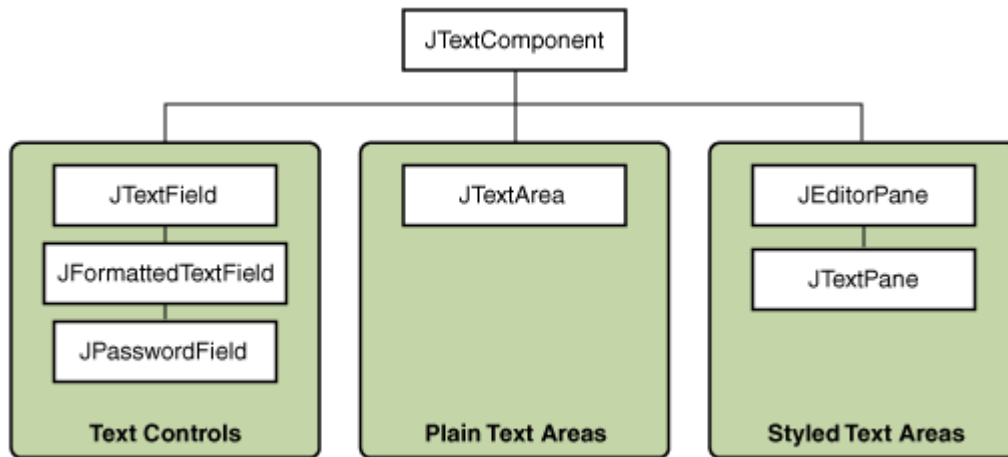 JTextComponent
JTextField
JFormattedTextField
JPasswordField
Text Controls
JTextArea
Plain Text Areas
JEditorPane
JTextPane
Styled Text Areas